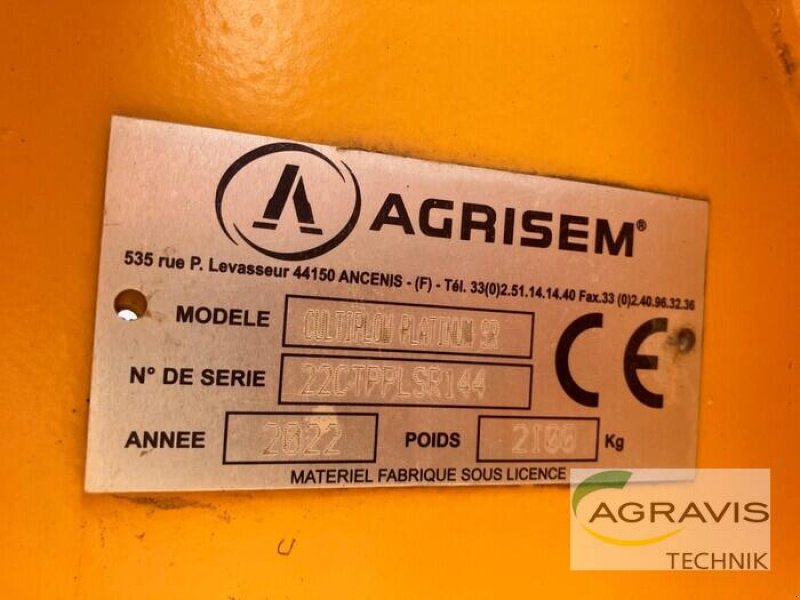 AGRISEM®
535 rue P. Levasseur 44150 ANCENIS - (F) - Tél. 33(0)2.51.14.14.40 Fax.33 (0)2.40.96.32.36
MODELE CULTIPLOW PLATINUM SR
N° DE SERIE 22CTPPLSR144
CE
ANNEE 2022 POIDS 2100 Kg
MATERIEL FABRIQUE SOUS LICENCE
AGRAVIS
TECHNIK